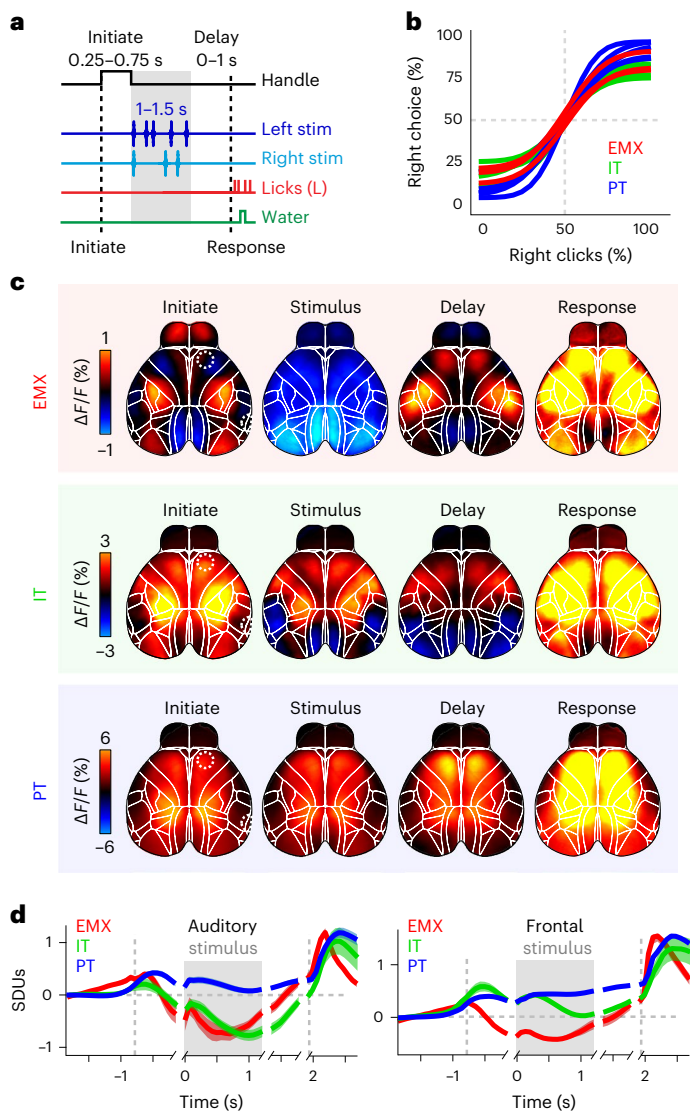 a
Initiate
0.25–0.75 s
Delay
0–1 s
Handle
1–1.5 s
Left stim
Right stim
Licks (L)
Water
Initiate
Response
b
Right choice (%)
100
75
50
25
0
EMX
IT
PT
0
50
100
Right clicks (%)
c
EMX
Initiate
Stimulus
Delay
Response
1
ΔF/F (%)
–1
IT
Initiate
Stimulus
Delay
Response
3
ΔF/F (%)
–3
PT
Initiate
Stimulus
Delay
Response
6
ΔF/F (%)
–6
d
EMX
IT
PT
Auditory
stimulus
SDUs
1
0
–1
–1
0
1
2
Time (s)
EMX
IT
PT
Frontal
stimulus
1
0
–1
0
1
2
Time (s)